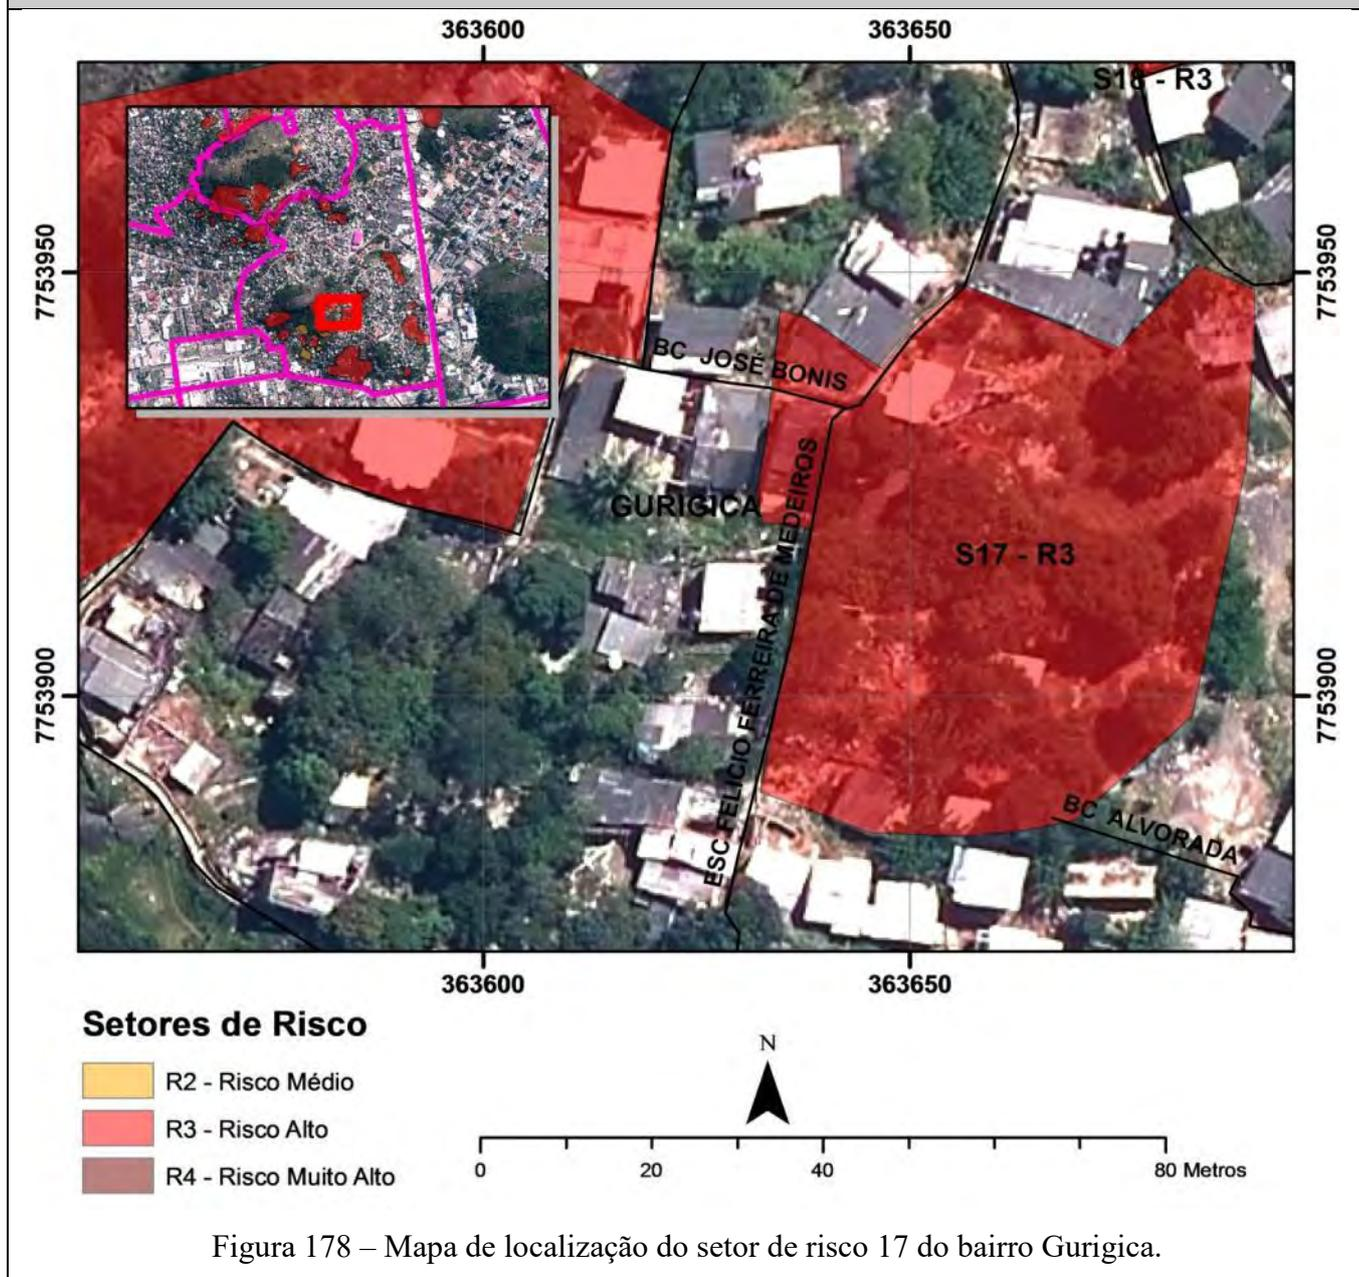 363600
363650
S18 - R3
7753950
7753950
BC JOSÉ BONIS
GURIGICA
ESC FELICIO FERREIRA DE MEDEIROS
S17 - R3
7753900
7753900
BC ALVORADA
363600
363650
Setores de Risco
R2 - Risco Médio
R3 - Risco Alto
R4 - Risco Muito Alto
N
0 20 40 80 Metros
Figura 178 – Mapa de localização do setor de risco 17 do bairro Gurigica.